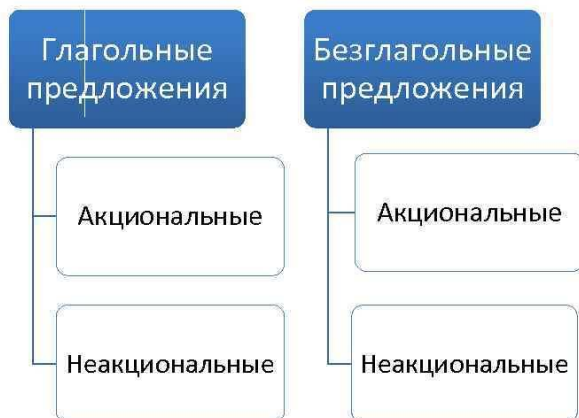 Глагольные
предложения
Акциональные
Неакциональные
Безглагольные
предложения
Акциональные
Неакциональные